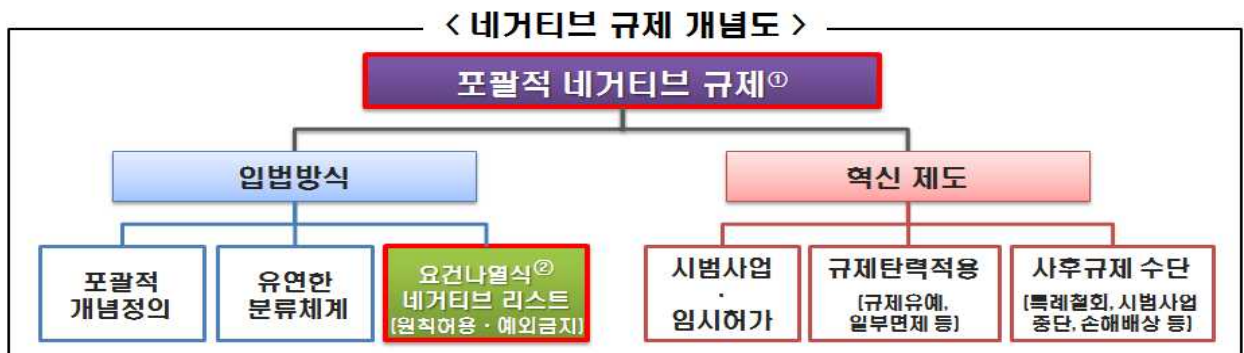 < 네거티브 규제 개념도 >
포괄적 네거티브 규제①
입법방식
혁신 제도
포괄적
개념정의
유연한
분류체계
요건나열식②
네거티브 리스트
(원칙허용·예외금지)
시범사업
·
임시허가
규제탄력적용
(규제유예,
일부면제 등)
사후규제 수단
(특례철회, 시범사업
중단, 손해배상 등)